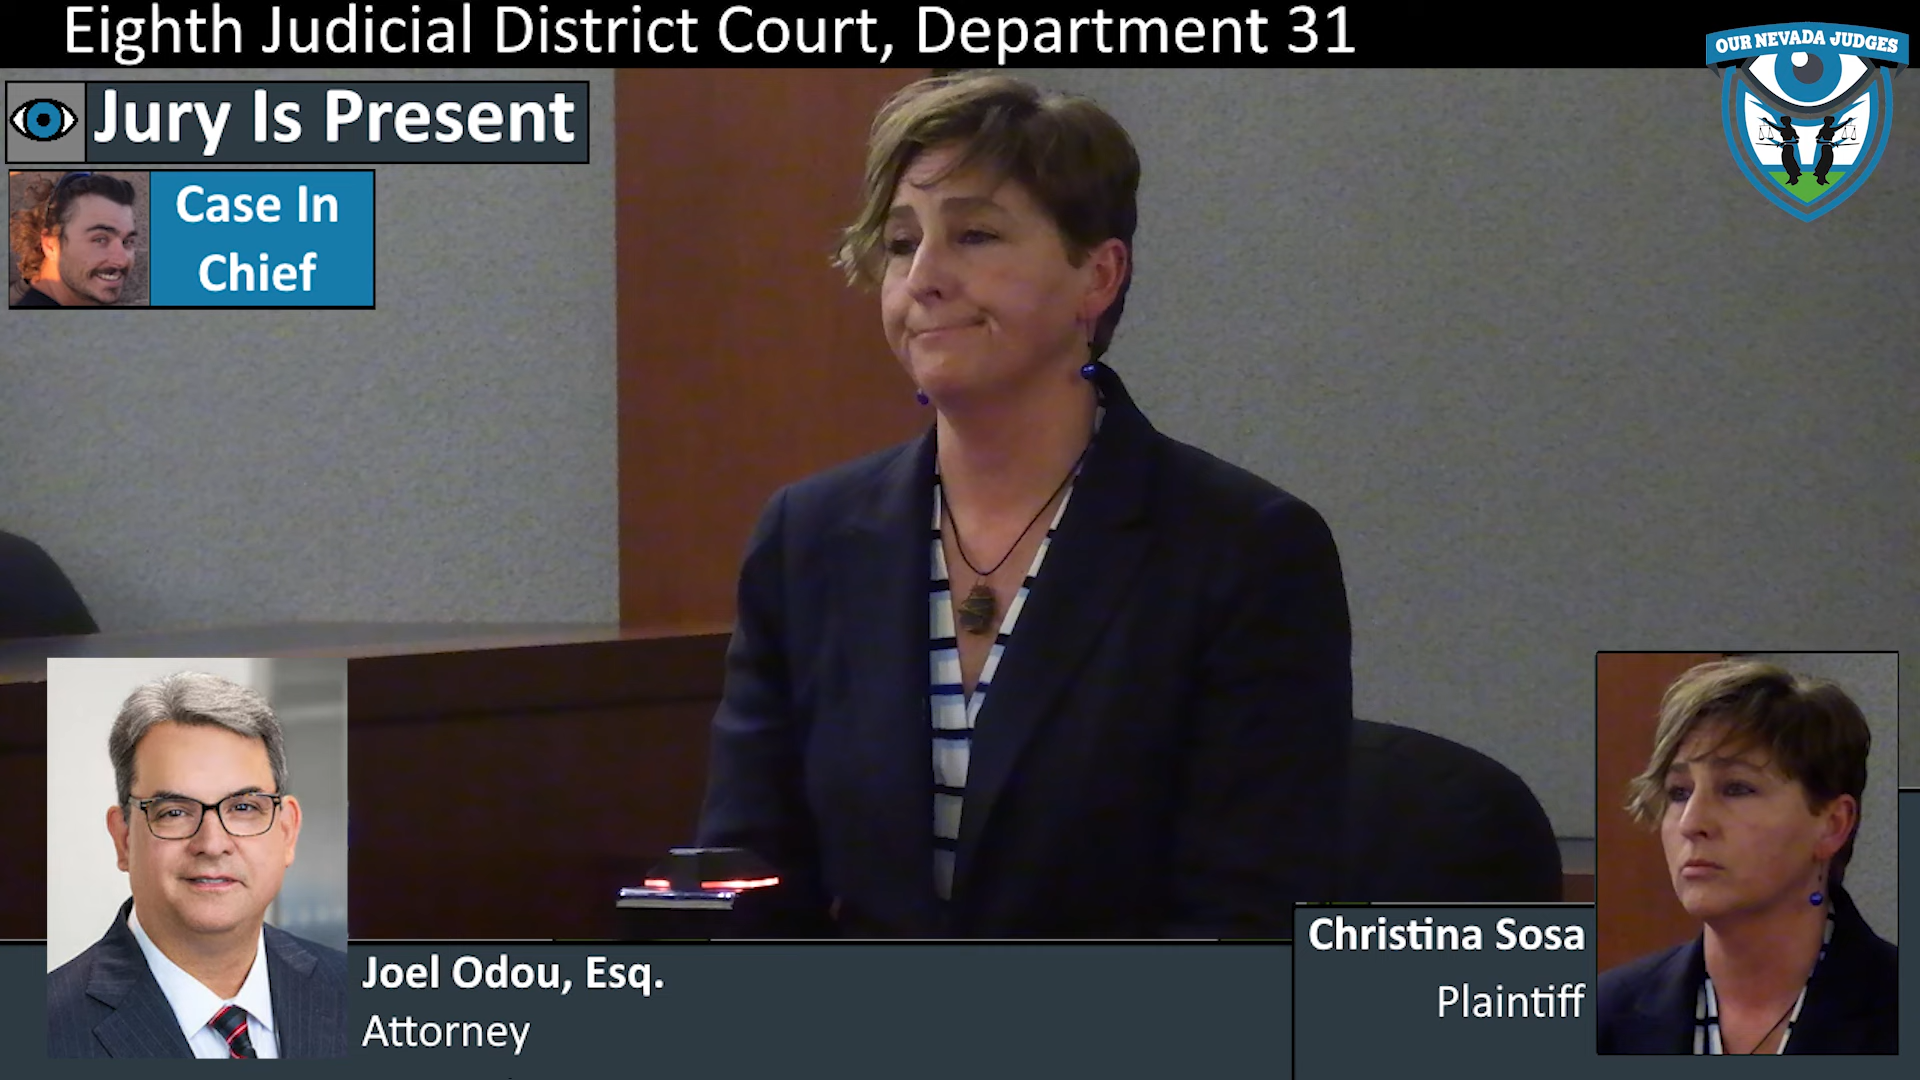 Eighth Judicial District Court, Department 31
OUR NEVADA JUDGES
Jury Is Present
Case In
Chief
Joel Odou, Esq.
Attorney
Christina Sosa
Plaintiff